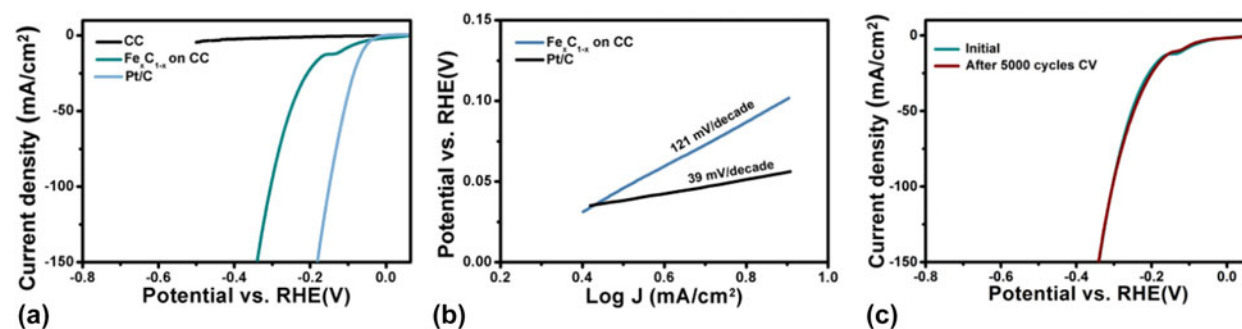 Current density (mA/cm²)
0
-50
-100
-150
-0.8
-0.6
-0.4
-0.2
0.0
Potential vs. RHE(V)
CC
FeₓC₁₋ₓ on CC
Pt/C
(a)
Potential vs. RHE(V)
0.15
0.10
0.05
0.00
0.2
0.4
0.6
0.8
1.0
Log J (mA/cm²)
FeₓC₁₋ₓ on CC
Pt/C
121 mV/decade
39 mV/decade
(b)
Current density (mA/cm²)
0
-50
-100
-150
-0.8
-0.6
-0.4
-0.2
0.0
Potential vs. RHE(V)
Initial
After 5000 cycles CV
(c)